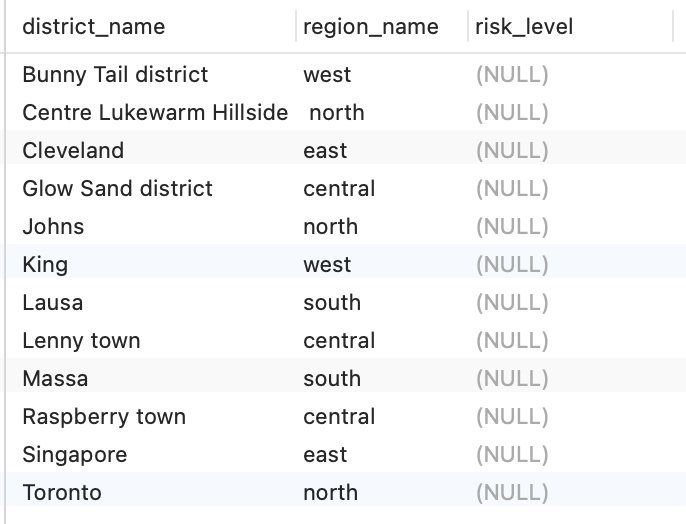 district_name region_name risk_level
Bunny Tail district west (NULL)
Centre Lukewarm Hillside north (NULL)
Cleveland east (NULL)
Glow Sand district central (NULL)
Johns north (NULL)
King west (NULL)
Lausa south (NULL)
Lenny town central (NULL)
Massa south (NULL)
Raspberry town central (NULL)
Singapore east (NULL)
Toronto north (NULL)